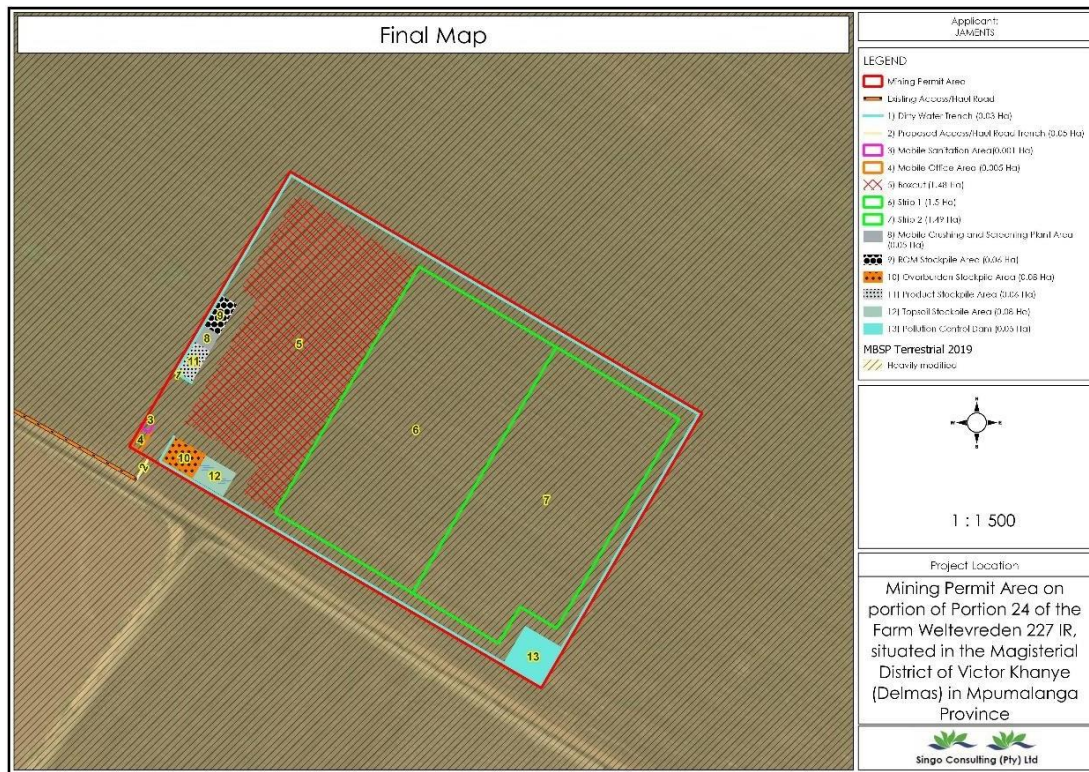 Final Map
Applicant:
JAMENTS
LEGEND
Mining Permit Area
Existing Access/Haul Road
1) Dirty Water Trench (0.03 Ha)
2) Proposed Access/Haul Road Trench (0.05 Ha)
3) Mobile Sanitation Area(0.001 Ha)
4) Mobile Office Area (0.005 Ha)
5) Boxcut (1.48 Ha)
6) Strip 1 (1.5 Ha)
7) Strip 2 (1.49 Ha)
8) Mobile Crushing and Screening Plant Area
(0.05 Ha)
9) ROM Stockpile Area (0.06 Ha)
10) Overburden Stockpile Area (0.08 Ha)
11) Product Stockpile Area (0.06 Ha)
12) Topsoil Stockpile Area (0.08 Ha)
13) Pollution Control Dam (0.05 Ha)
MBSP Terrestrial 2019
Heavily modified
5
9
8
11
1
3
4
2
10
12
6
7
13
N
1 : 1 500
Project Location
Mining Permit Area on
portion of Portion 24 of the
Farm Weltevreden 227 IR,
situated in the Magisterial
District of Victor Khanye
(Delmas) in Mpumalanga
Province
Singo Consulting (Pty) Ltd